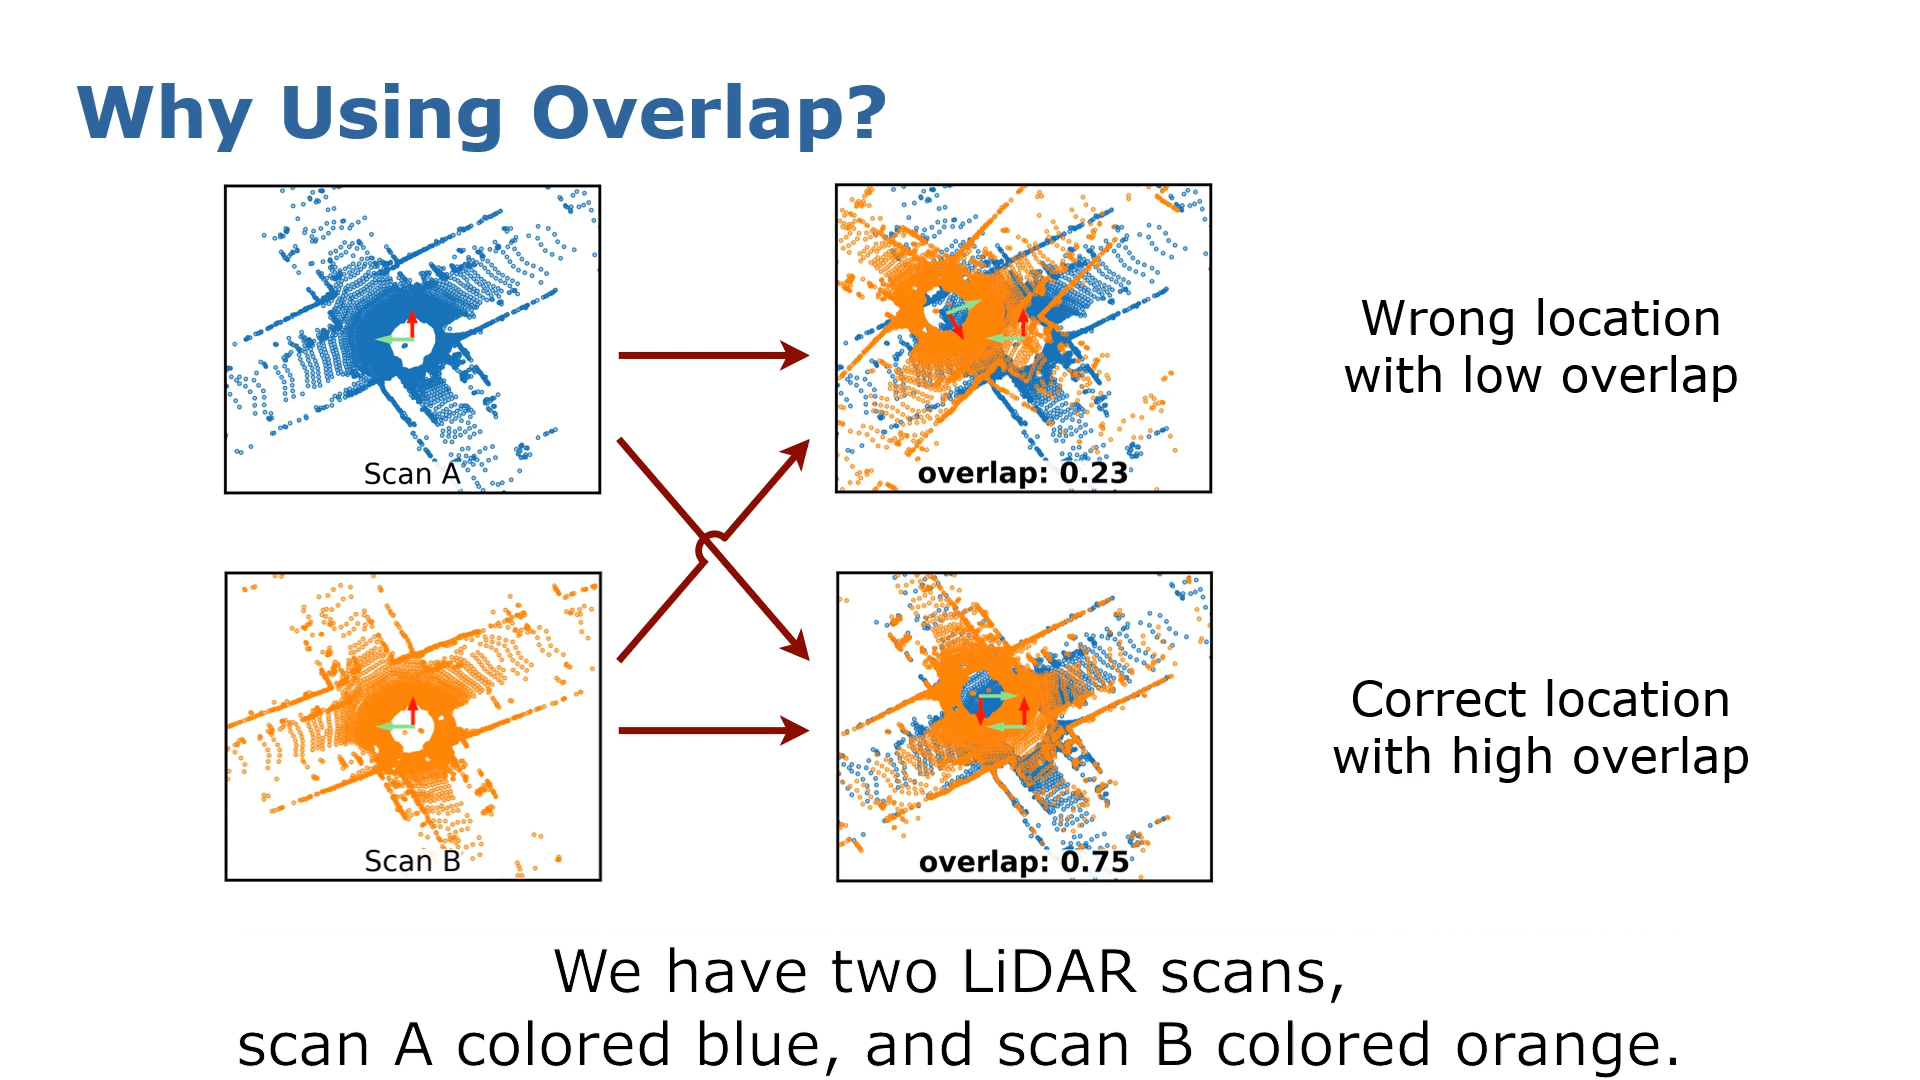 Why Using Overlap?
Scan A
overlap: 0.23
Wrong location
with low overlap
Scan B
overlap: 0.75
Correct location
with high overlap
We have two LiDAR scans,
scan A colored blue, and scan B colored orange.